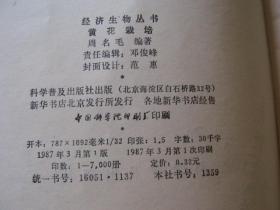 经济生物丛书
黄花栽培
周名毛 编著
责任编辑：邓俊峰
封面设计：范惠
科学普及出版社出版（北京海淀区白石桥路32号）
新华书店北京发行所发行 各地新华书店经售
中国科学院印刷厂印刷
开本：787×1092毫米1/32 印张：1.5 字数：30千字
1987年3月第1版 1987年3月第1次印刷
印数：1—7,000册 定价：0.32元
统一书号：16051·1137 本社书号：1359